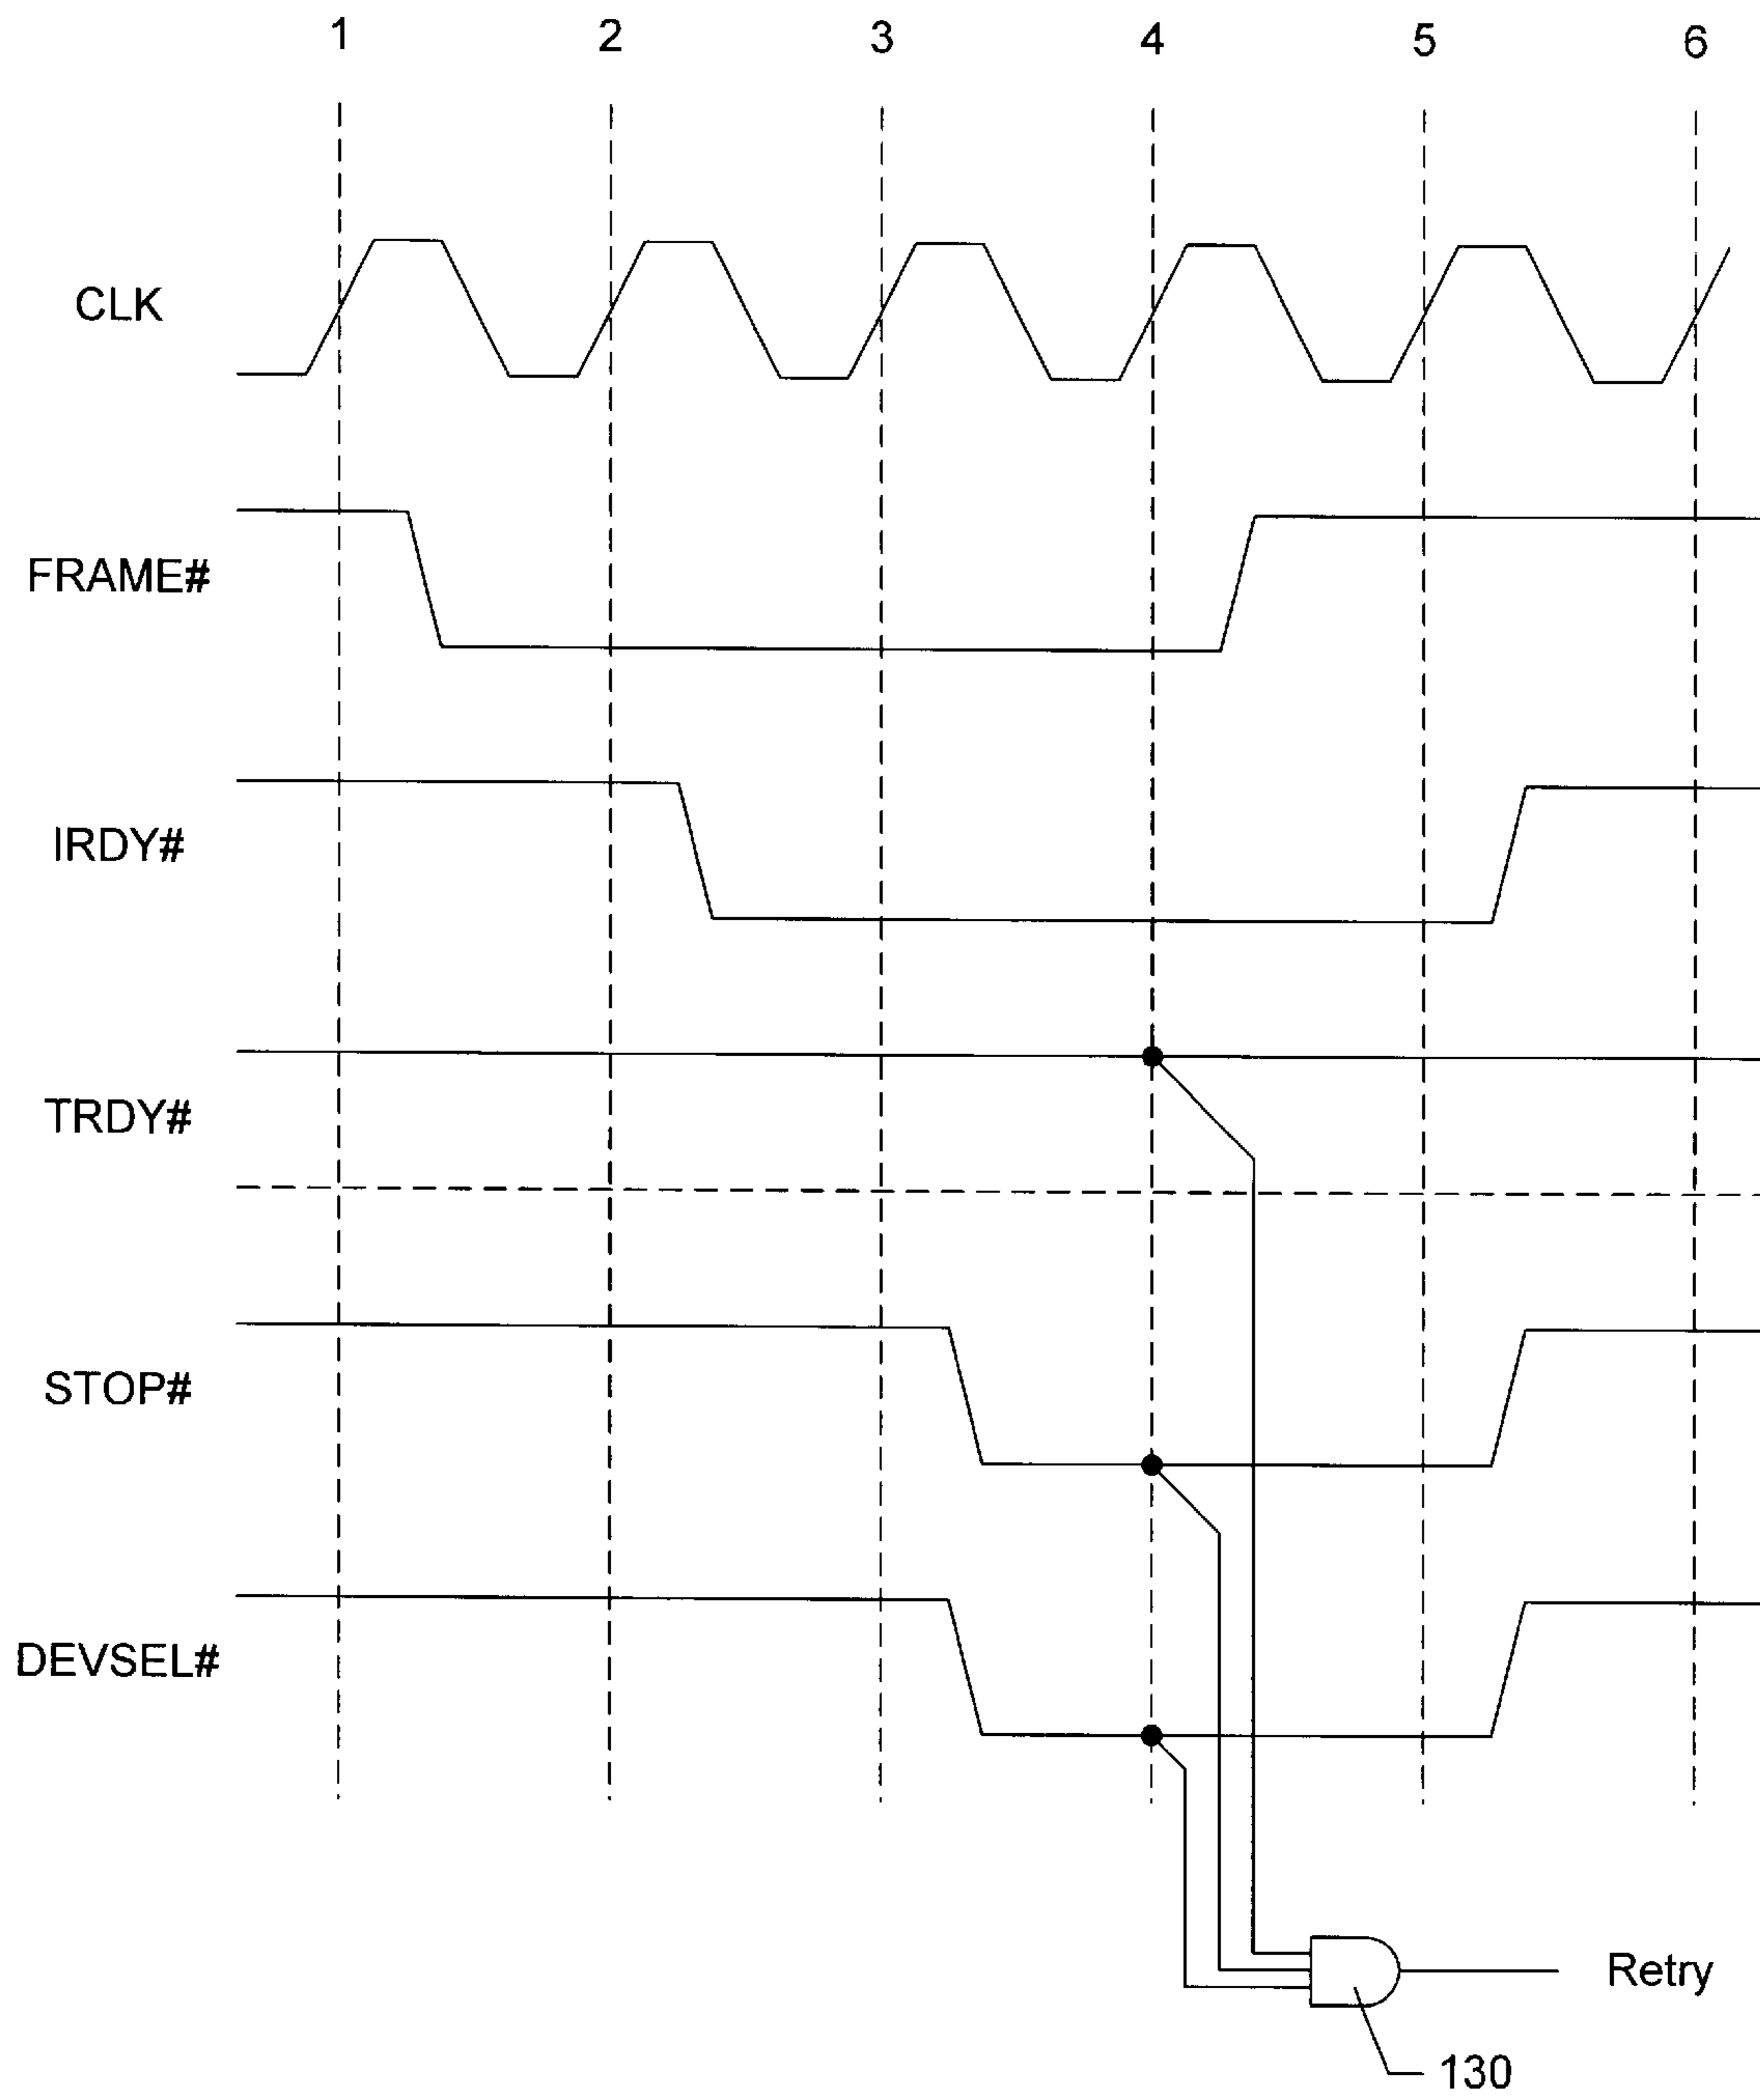 1 2 3 4 5 6
CLK
FRAME#
IRDY#
TRDY#
STOP#
DEVSEL#
Retry
130